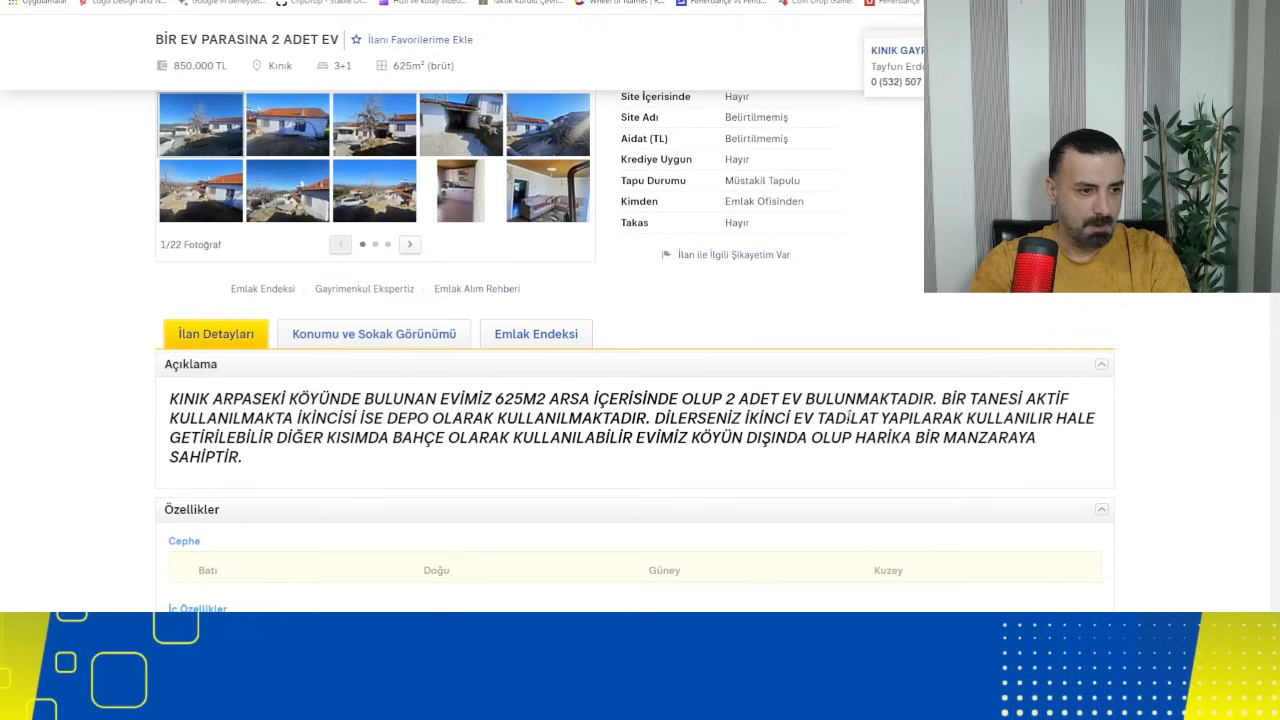 Uygulamalar
BİR EV PARASINA 2 ADET EV
İlanı Favorilerime Ekle
850.000 TL
Kınık
3+1
625m² (brüt)
KINIK GAYR
Tayfun Erdo
0 (532) 507
Site İçerisinde Hayır
Site Adı Belirtilmemiş
Aidat (TL) Belirtilmemiş
Krediye Uygun Hayır
Tapu Durumu Müstakil Tapulu
Kimden Emlak Ofisinden
Takas Hayır
1/22 Fotoğraf
İlan ile İlgili Şikayetim Var
Emlak Endeksi
Gayrimenkul Ekspertiz
Emlak Alım Rehberi
İlan Detayları
Konumu ve Sokak Görünümü
Emlak Endeksi
Açıklama
KINIK ARPASEKİ KÖYÜNDE BULUNAN EVİMİZ 625M2 ARSA İÇERİSİNDE OLUP 2 ADET EV BULUNMAKTADIR. BİR TANESİ AKTİF
KULLANILMAKTA İKİNCİSİ İSE DEPO OLARAK KULLANILMAKTADIR. DİLERSENİZ İKİNCİ EV TADİLAT YAPILARAK KULLANILIR HALE
GETİRİLEBİLİR DİĞER KISIMDA BAHÇE OLARAK KULLANILABİLİR EVİMİZ KÖYÜN DIŞINDA OLUP HARİKA BİR MANZARAYA
SAHİPTİR.
Özellikler
Cephe
Batı
Doğu
Güney
Kuzey
İç Özellikler